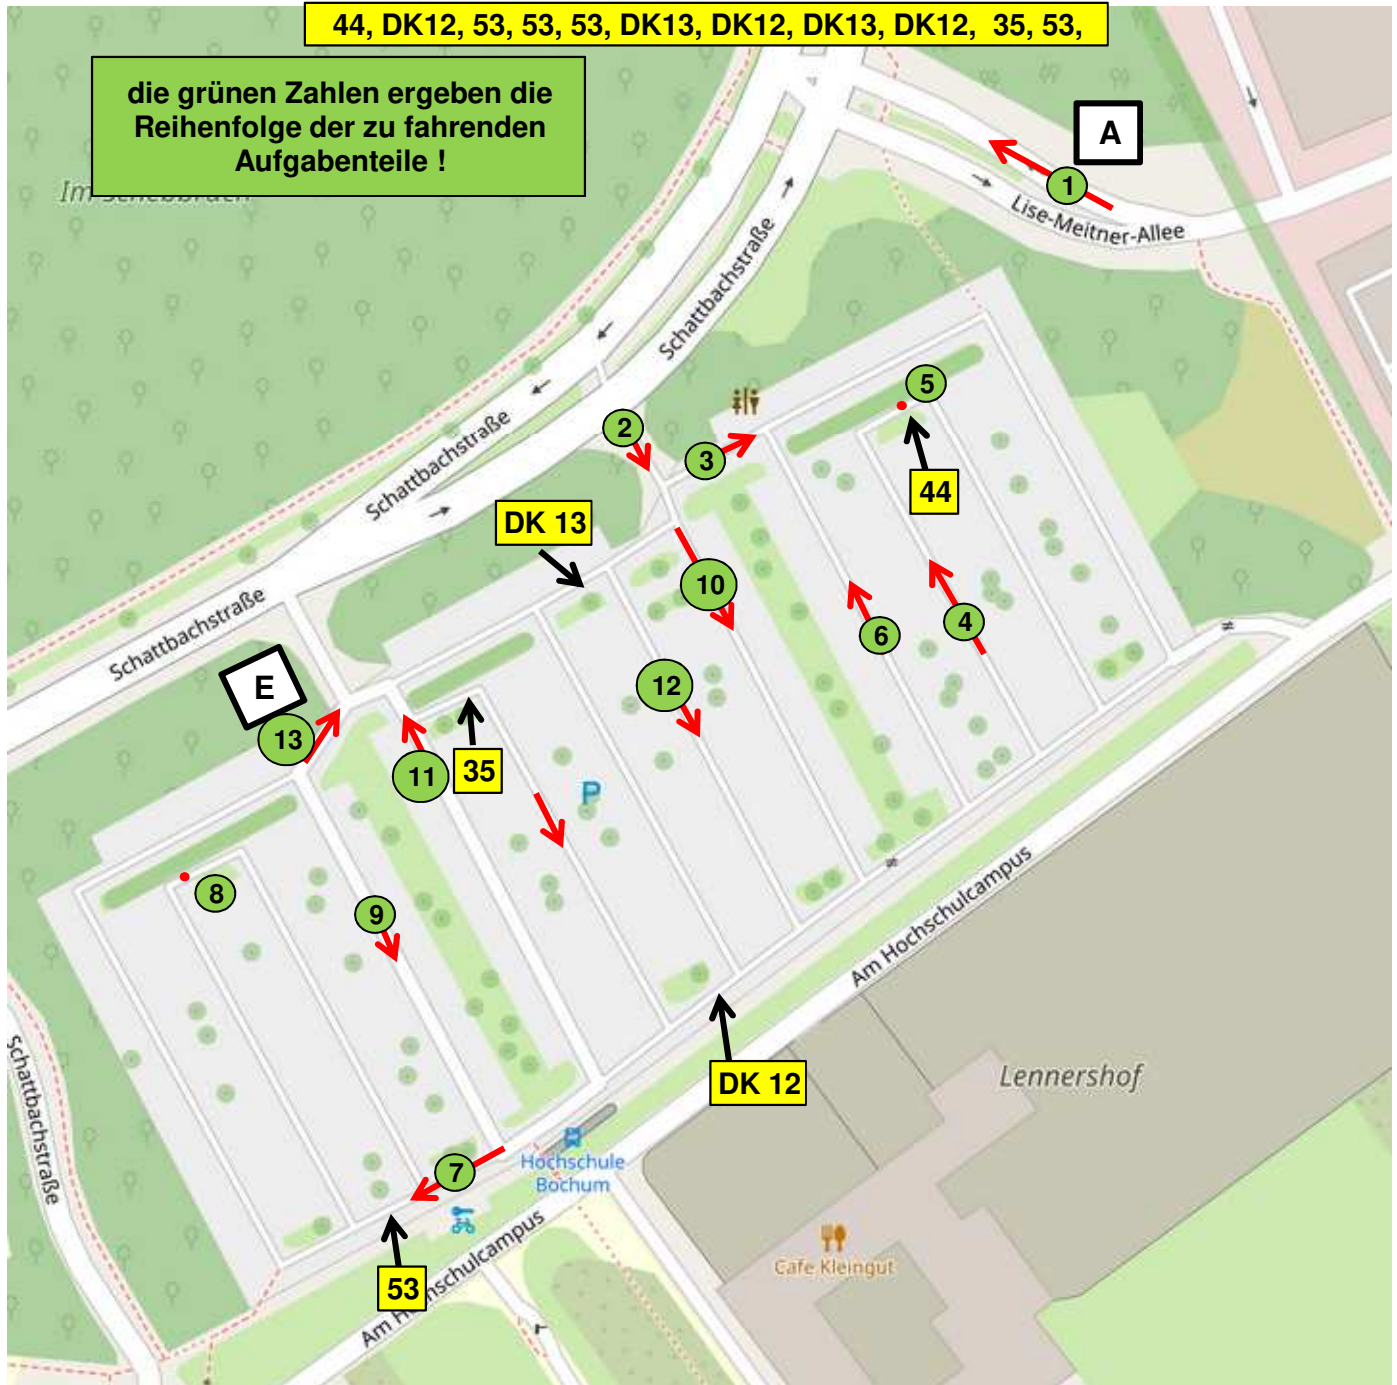 44, DK12, 53, 53, 53, DK13, DK12, DK13, DK12, 35, 53,
die grünen Zahlen ergeben die
Reihenfolge der zu fahrenden
Aufgabenteile !
A
1
Lise-Meitner-Allee
Schattbachstraße
Schattbachstraße
Schattbachstraße
2
3
5
44
DK 13
10
6
4
12
E
13
11
35
P
8
9
Am Hochschulcampus
DK 12
Lennershof
Schattbachstraße
7
Hochschule
Bochum
53
Am Hochschulcampus
Cafe Kleingut